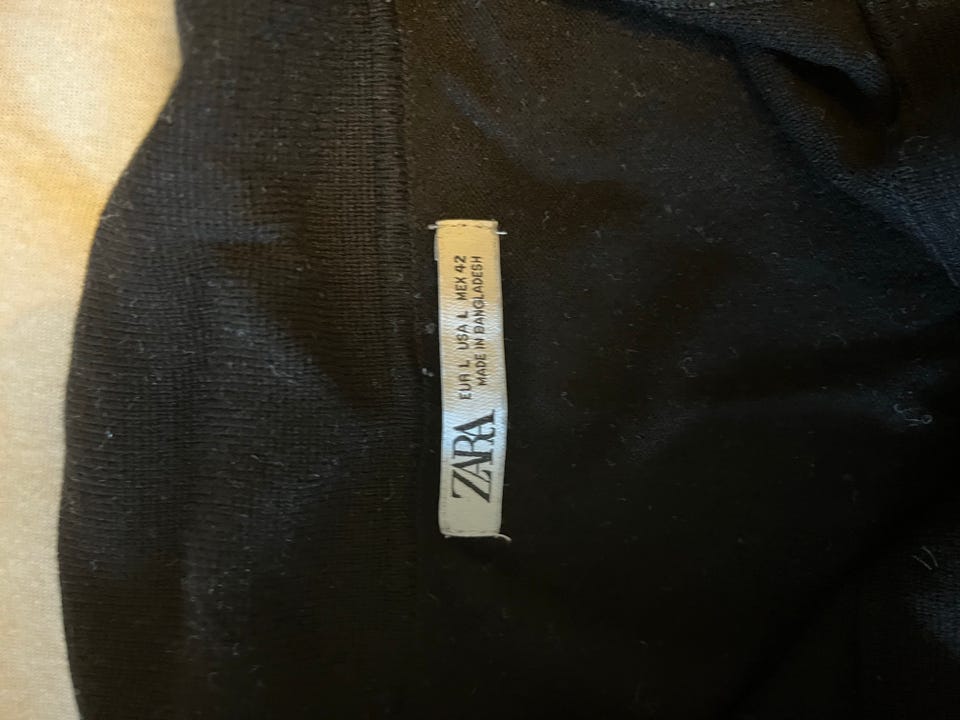 ZARA
EUR L USA L MEX 42
MADE IN BANGLADESH